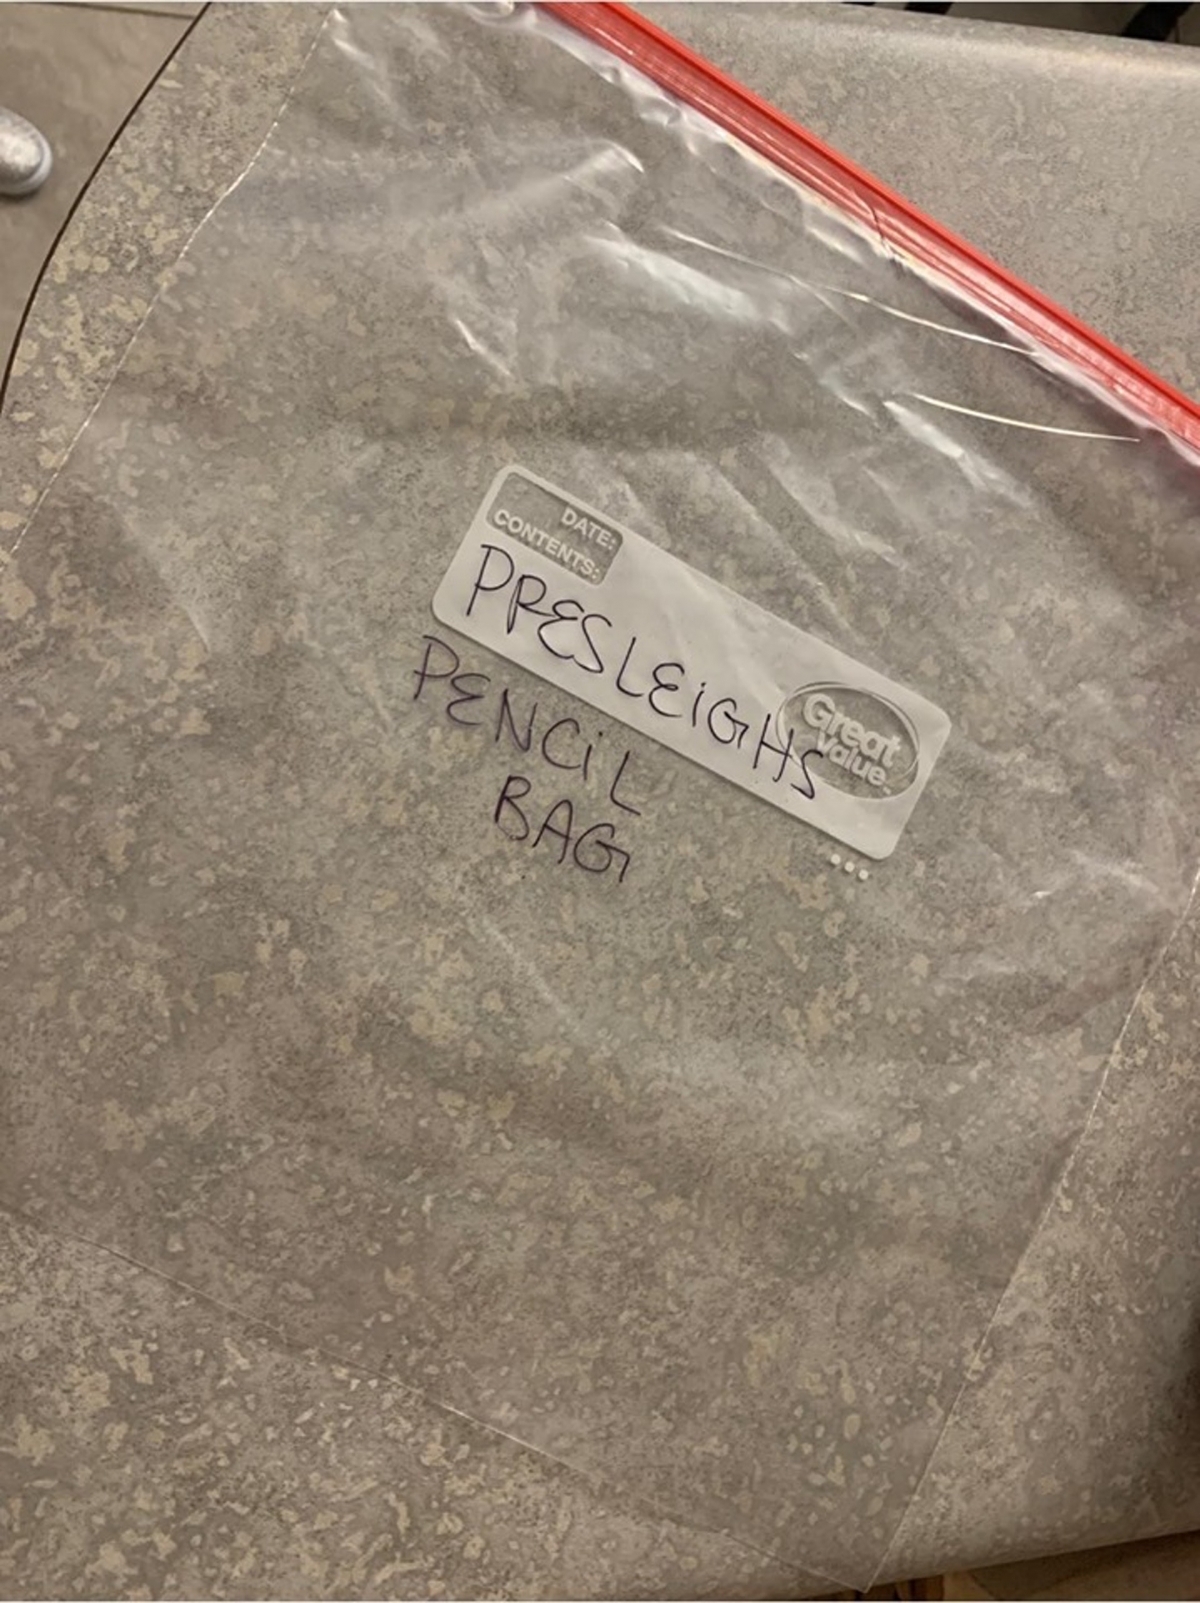 DATE:
CONTENTS:
PRESLEIGHS
Great
Value
PENCiL
BAG